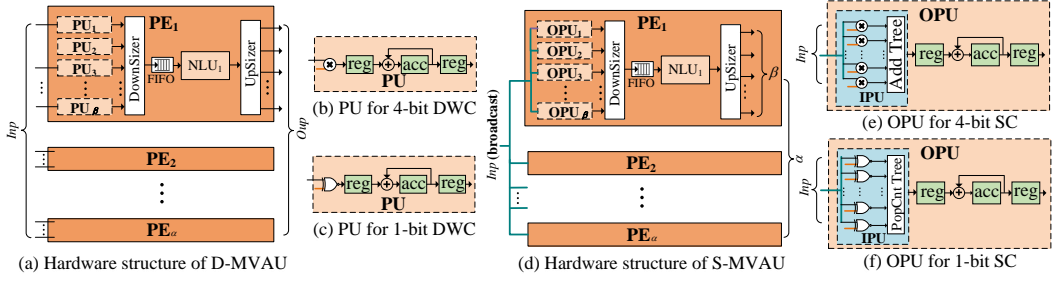 PE1
PU1
PU2
PU3
PUβ
DownSizer
FIFO
NLU1
UpSizer
Inp
Oup
PE2
PEα
(a) Hardware structure of D-MVAU
reg
acc
reg
PU
(b) PU for 4-bit DWC
reg
acc
reg
PU
(c) PU for 1-bit DWC
PE1
OPU1
OPU2
OPU3
OPUβ
DownSizer
FIFO
NLU1
UpSizer
β
Inp (broadcast)
α
PE2
PEα
(d) Hardware structure of S-MVAU
OPU
Inp
Add Tree
IPU
reg
acc
reg
(e) OPU for 4-bit SC
OPU
Inp
PopCnt Tree
IPU
reg
acc
reg
(f) OPU for 1-bit SC